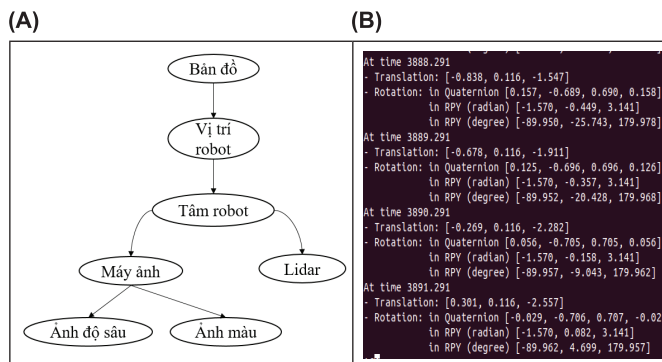 (A)
(B)
Bản đồ
Vị trí
robot
Tâm robot
Máy ảnh
Lidar
Ảnh độ sâu
Ảnh màu
At time 3888.291
- Translation: [-0.838, 0.116, -1.547]
- Rotation: in Quaternion [0.157, -0.689, 0.690, 0.158]
in RPY (radian) [-1.570, -0.449, 3.141]
in RPY (degree) [-89.950, -25.743, 179.978]
At time 3889.291
- Translation: [-0.678, 0.116, -1.911]
- Rotation: in Quaternion [0.125, -0.696, 0.696, 0.126]
in RPY (radian) [-1.570, -0.357, 3.141]
in RPY (degree) [-89.952, -20.428, 179.968]
At time 3890.291
- Translation: [-0.269, 0.116, -2.282]
- Rotation: in Quaternion [0.056, -0.705, 0.705, 0.056]
in RPY (radian) [-1.570, -0.158, 3.141]
in RPY (degree) [-89.957, -9.043, 179.962]
At time 3891.291
- Translation: [0.301, 0.116, -2.557]
- Rotation: in Quaternion [-0.029, -0.706, 0.707, -0.02
in RPY (radian) [-1.570, 0.082, 3.141]
in RPY (degree) [-89.962, 4.699, 179.957]